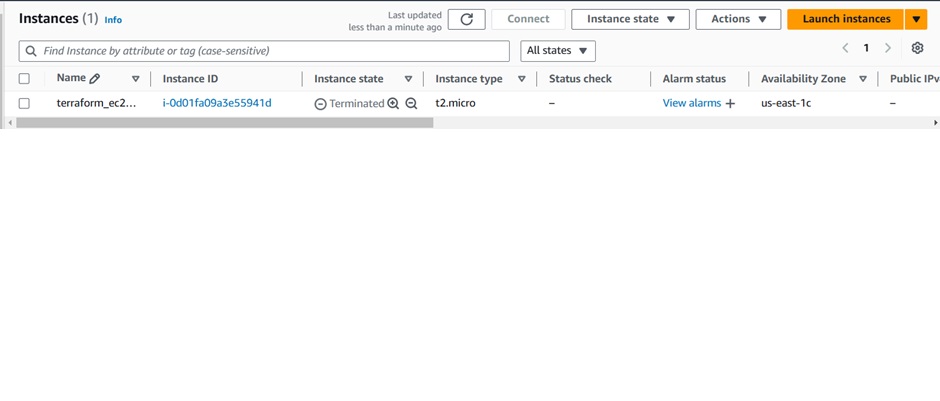 Instances (1) Info
Last updated
less than a minute ago
Connect
Instance state
Actions
Launch instances
Find Instance by attribute or tag (case-sensitive)
All states
1
Name Instance ID Instance state Instance type Status check Alarm status Availability Zone Public IPv
terraform_ec2... i-0d01fa09a3e55941d Terminated t2.micro – View alarms + us-east-1c –